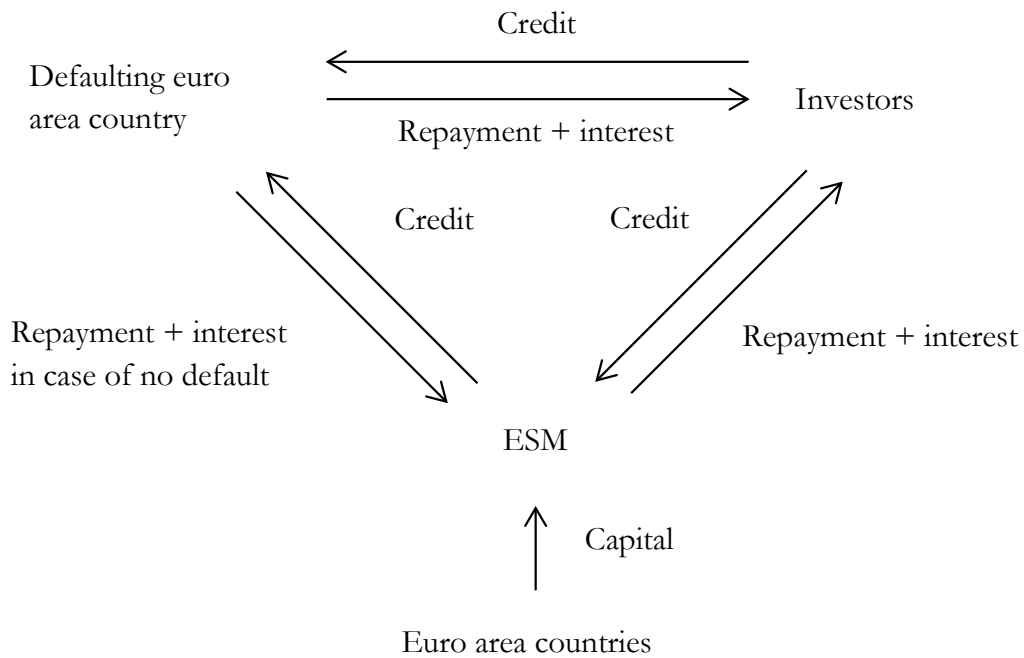 Credit
Defaulting euro
area country
Investors
Repayment + interest
Credit
Credit
Repayment + interest
in case of no default
Repayment + interest
ESM
Capital
Euro area countries